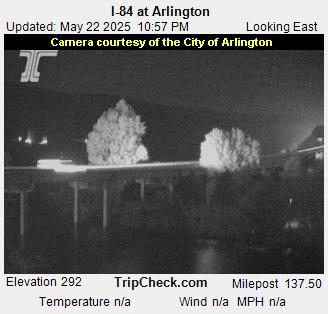 I-84 at Arlington
Updated: May 22 2025 10:57 PM Looking East
Camera courtesy of the City of Arlington
Elevation 292 TripCheck.com Milepost 137.50
Temperature n/a Wind n/a MPH n/a